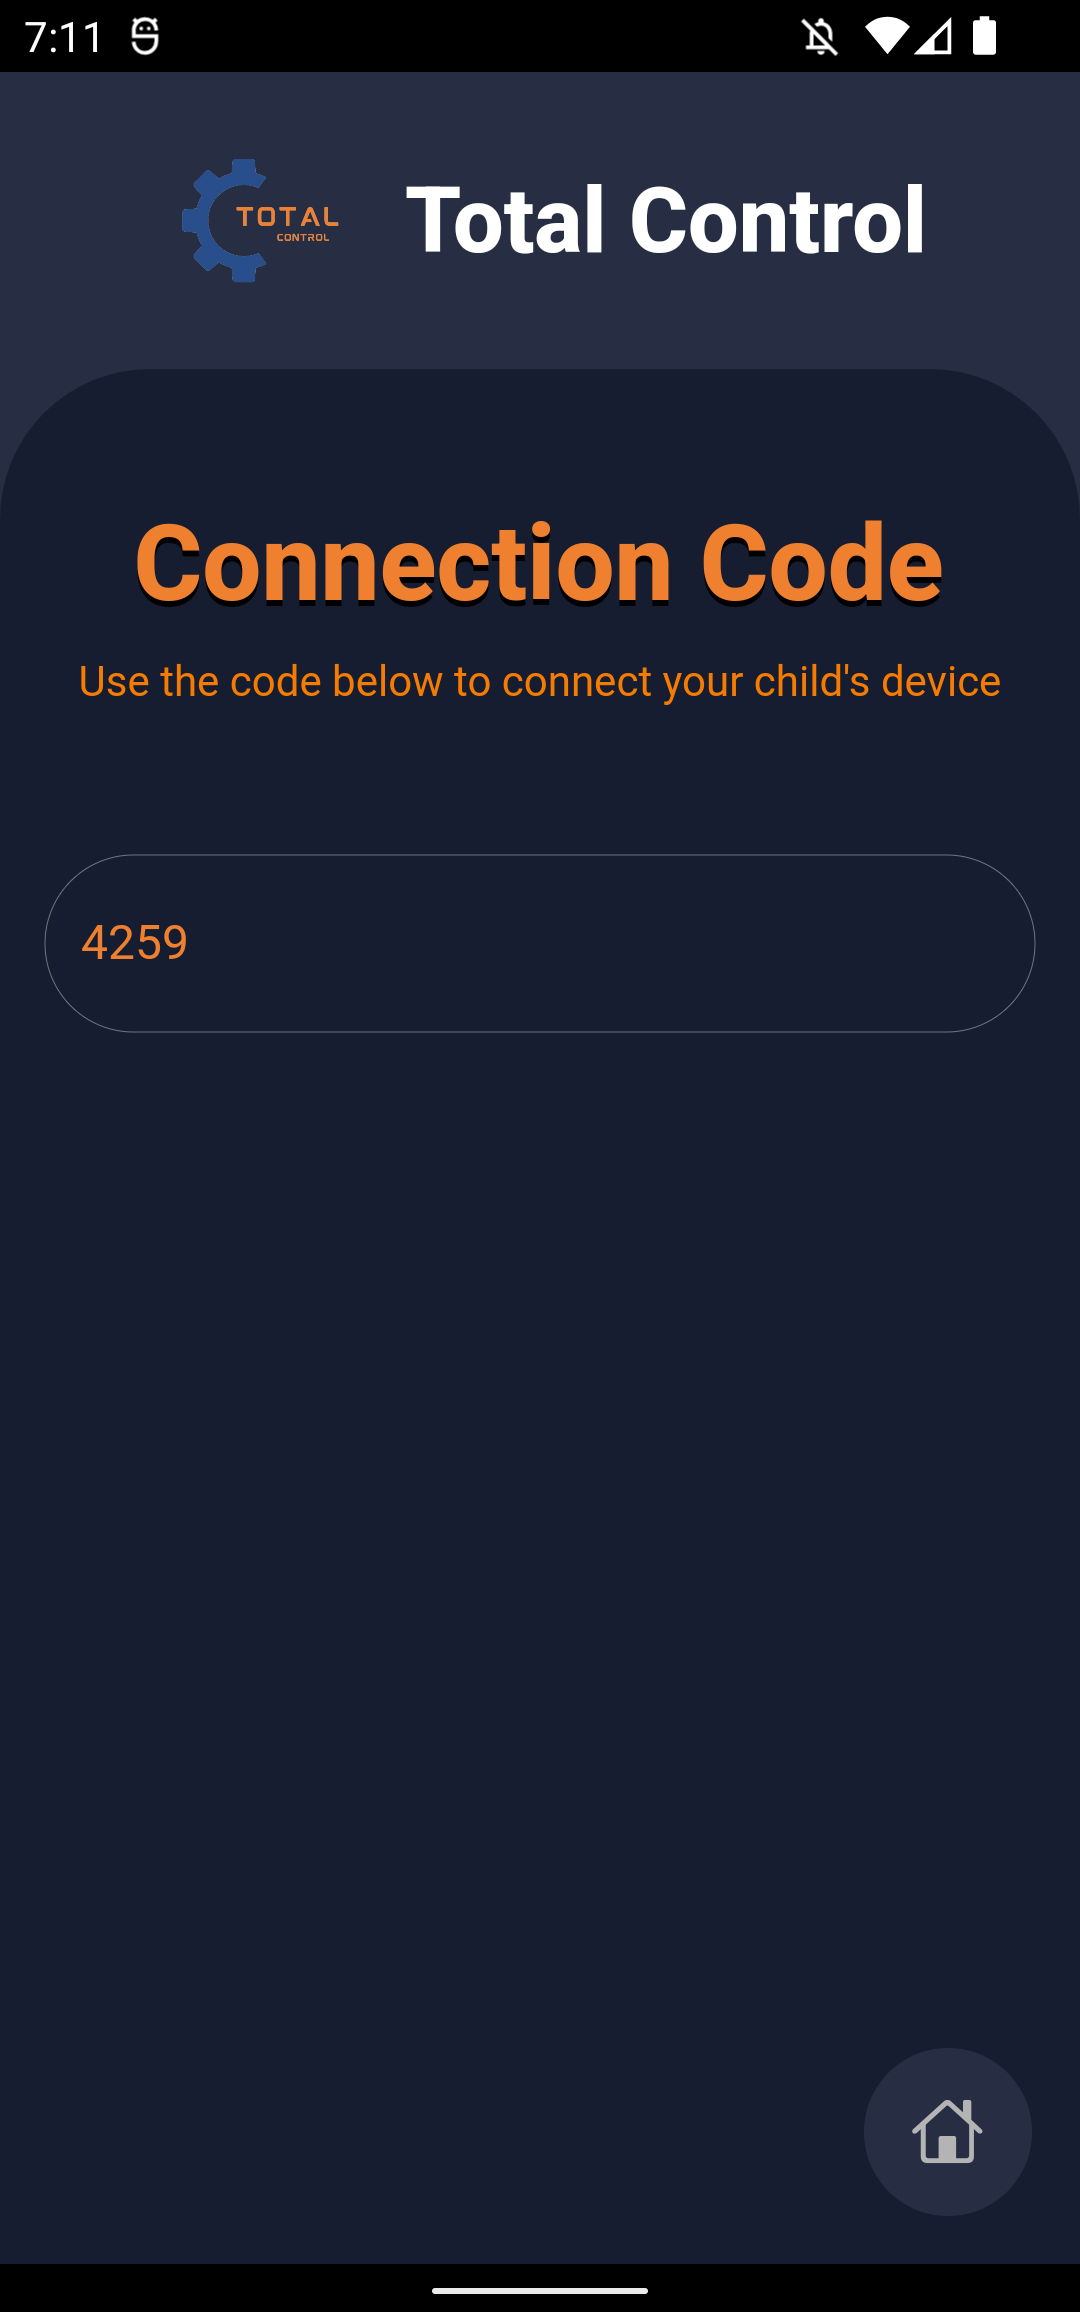 7:11
TOTAL
CONTROL
Total Control
Connection Code
Use the code below to connect your child's device
4259